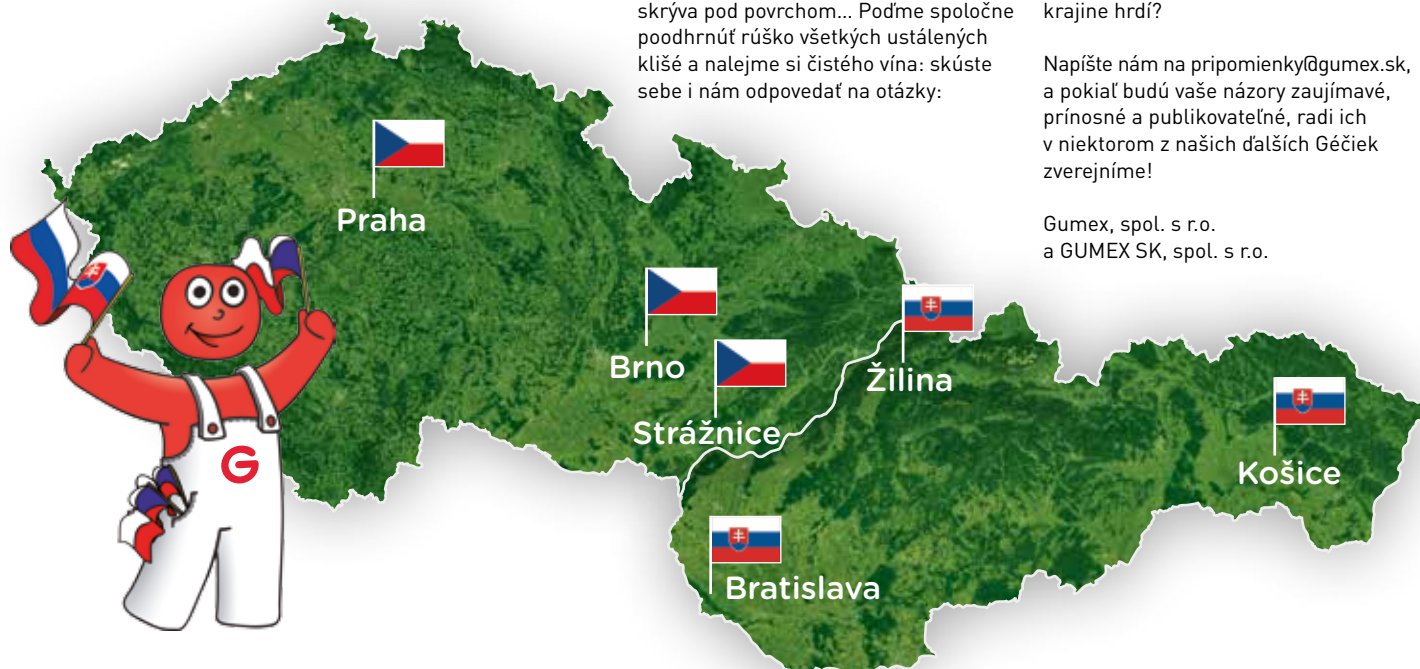 skrýva pod povrchom... Poďme spoločne
poodhrnúť rúško všetkých ustálených
klišé a nalejme si čistého vína: skúste
sebe i nám odpovedať na otázky:
krajine hrdí?
Napíšte nám na pripomienky@gumex.sk,
a pokiaľ budú vaše názory zaujímavé,
prínosné a publikovateľné, radi ich
v niektorom z našich ďalších Géčiek
zverejníme!
Gumex, spol. s r.o.
a GUMEX SK, spol. s r.o.
Praha
Brno
Strážnice
Žilina
Košice
Bratislava
G